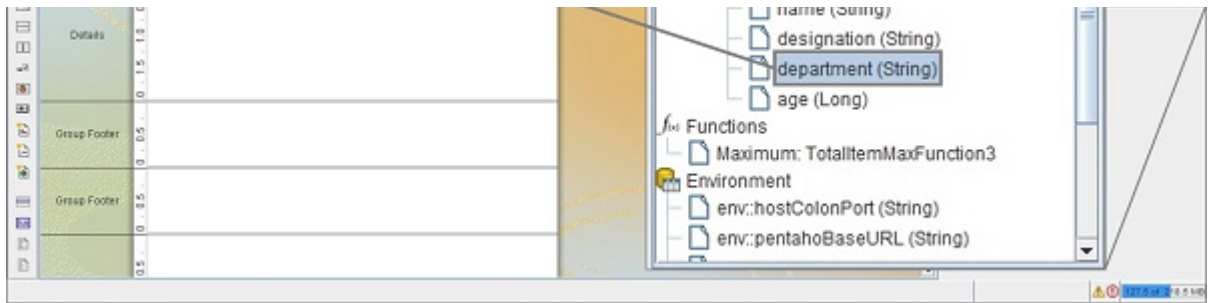 name (String)
Details
designation (String)
department (String)
age (Long)
Group Footer
Functions
Maximum: TotalItemMaxFunction3
Environment
Group Footer
env::hostColonPort (String)
env::pentahoBaseURL (String)